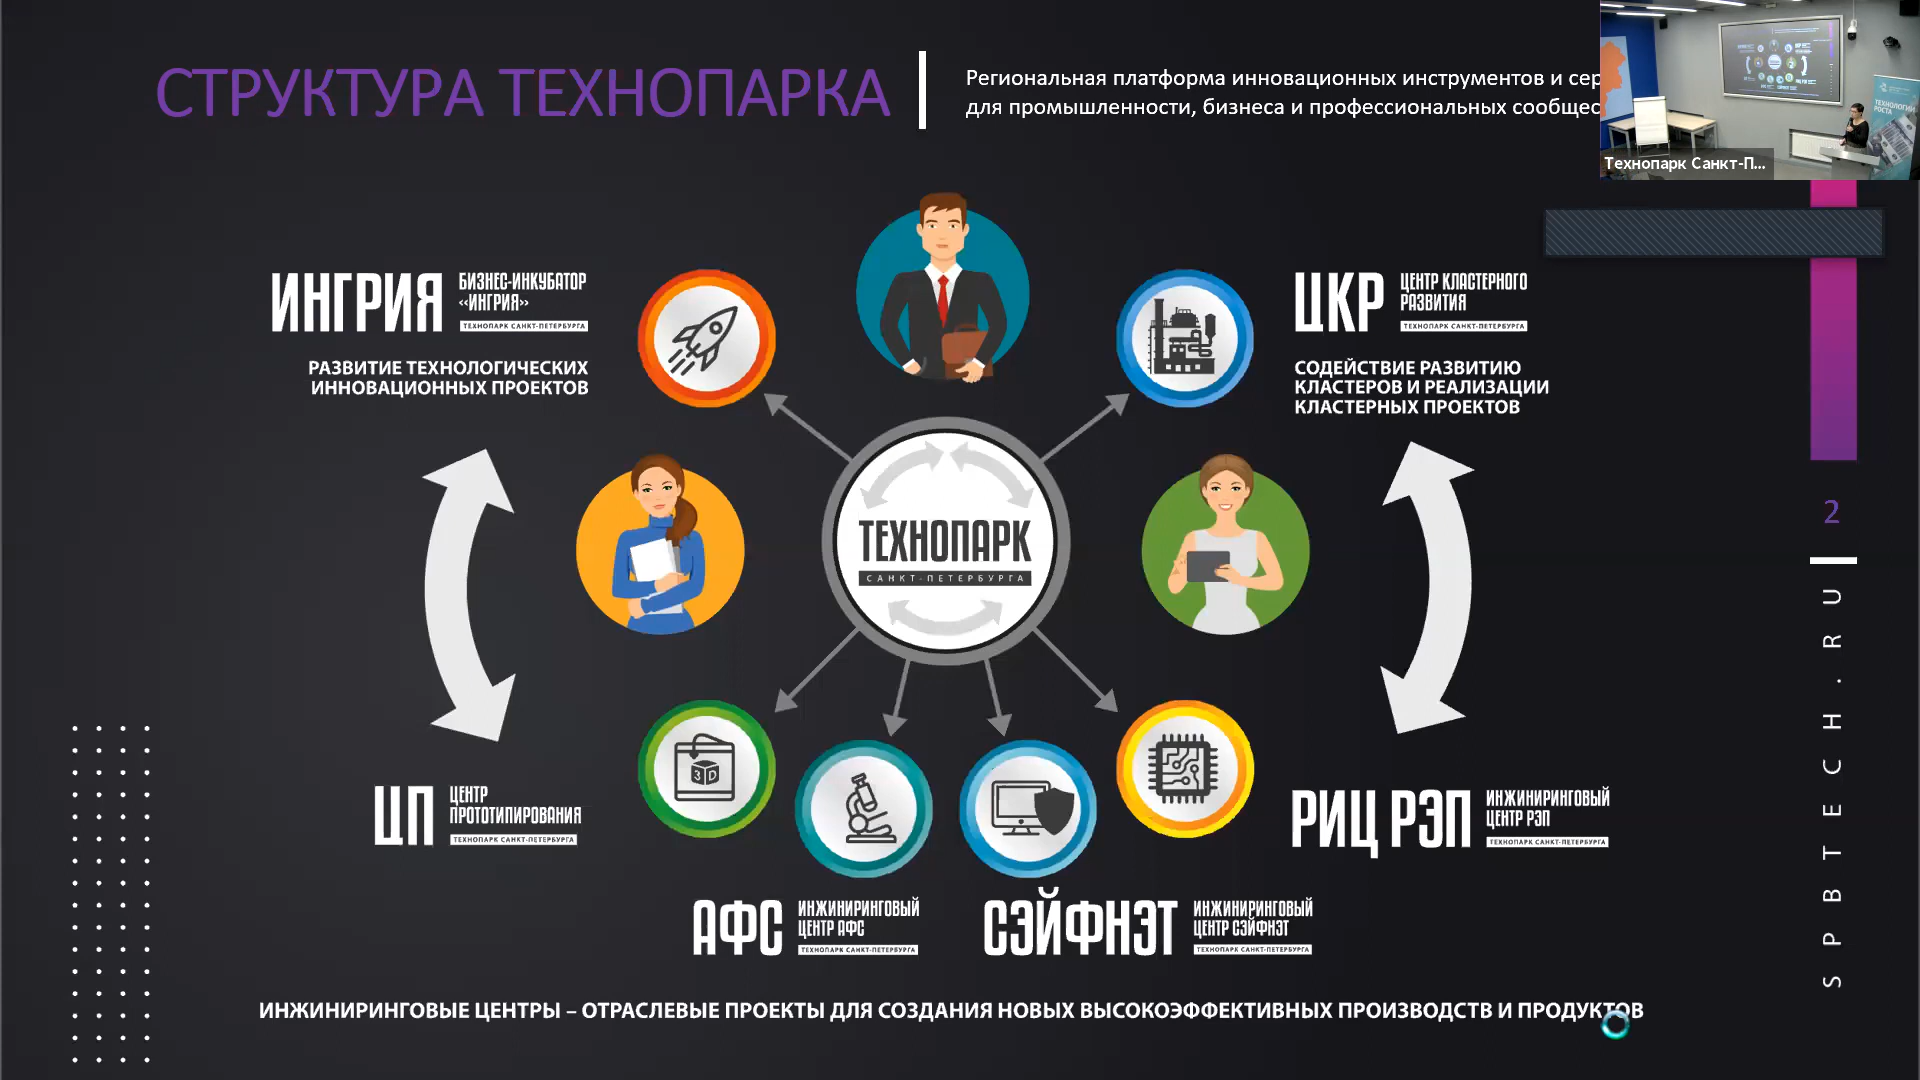 СТРУКТУРА ТЕХНОПАРКА
Региональная платформа инновационных инструментов и
для промышленности, бизнеса и профессиональных
ТЕХНОЛОГИИ
РОСТА
Технопарк Санкт-П...
ИНГРИЯ
БИЗНЕС-ИНКУБАТОР
«ИНГРИЯ»
ТЕХНОПАРК САНКТ-ПЕТЕРБУРГА
РАЗВИТИЕ ТЕХНОЛОГИЧЕСКИХ
ИННОВАЦИОННЫХ ПРОЕКТОВ
ЦКР
ЦЕНТР КЛАСТЕРНОГО
РАЗВИТИЯ
ТЕХНОПАРК САНКТ-ПЕТЕРБУРГА
СОДЕЙСТВИЕ РАЗВИТИЮ
КЛАСТЕРОВ И РЕАЛИЗАЦИИ
КЛАСТЕРНЫХ ПРОЕКТОВ
ТЕХНОПАРК
САНКТ-ПЕТЕРБУРГА
2
SPBTECH.RU
3D
ЦП
ЦЕНТР
ПРОТОТИПИРОВАНИЯ
ТЕХНОПАРК САНКТ-ПЕТЕРБУРГА
РИЦ РЭП
ИНЖИНИРИНГОВЫЙ
ЦЕНТР РЭП
ТЕХНОПАРК САНКТ-ПЕТЕРБУРГА
АФС
ИНЖИНИРИНГОВЫЙ
ЦЕНТР АФС
ТЕХНОПАРК САНКТ-ПЕТЕРБУРГА
СЭЙФНЭТ
ИНЖИНИРИНГОВЫЙ
ЦЕНТР СЭЙФНЭТ
ТЕХНОПАРК САНКТ-ПЕТЕРБУРГА
ИНЖИНИРИНГОВЫЕ ЦЕНТРЫ – ОТРАСЛЕВЫЕ ПРОЕКТЫ ДЛЯ СОЗДАНИЯ НОВЫХ ВЫСОКОЭФФЕКТИВНЫХ ПРОИЗВОДСТВ И ПРОДУКТОВ